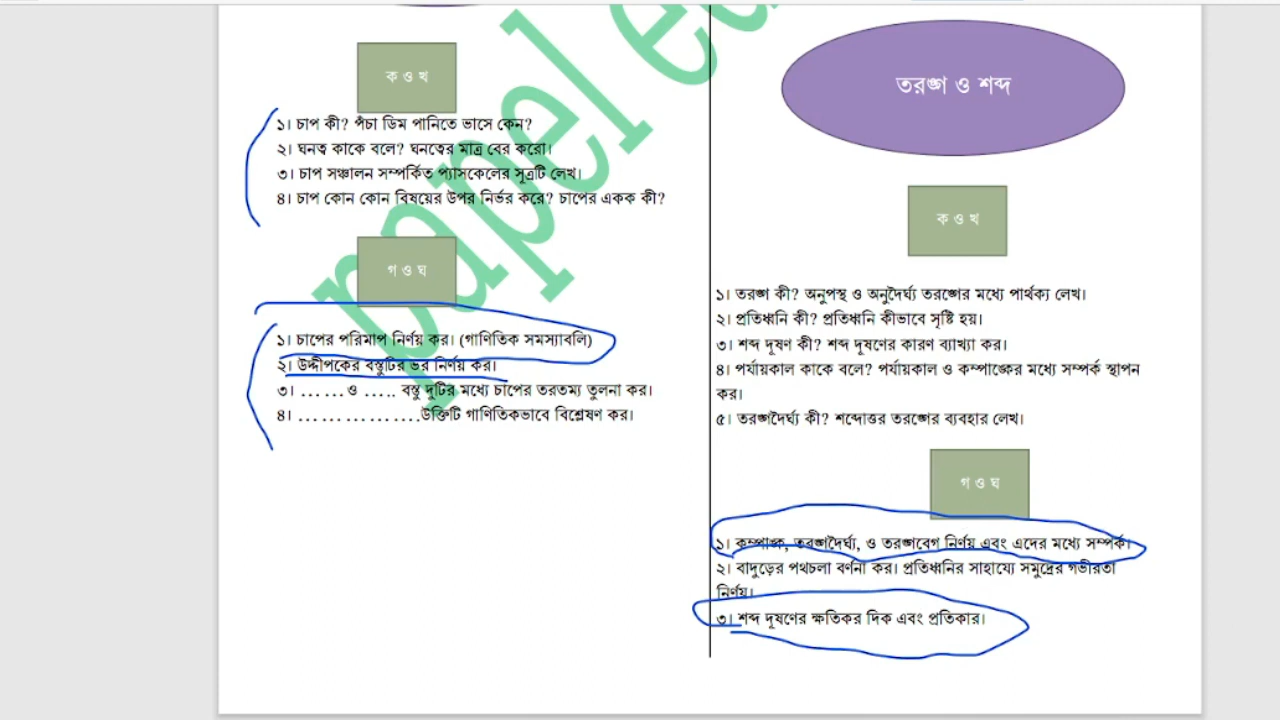 ক ও খ
১। চাপ কী? পঁচা ডিম পানিতে ভাসে কেন?
২। ঘনত্ব কাকে বলে? ঘনত্বের মাত্র বের করো।
৩। চাপ সঞ্চালন সম্পর্কিত প্যাসকেলের সূত্রটি লেখ।
৪। চাপ কোন কোন বিষয়ের উপর নির্ভর করে? চাপের একক কী?
গ ও ঘ
১। চাপের পরিমাপ নির্ণয় কর। (গাণিতিক সমস্যাবলি)
২। উদ্দীপকের বস্তুটির ভর নির্ণয় কর।
৩। ...... ও ..... বস্তু দুটির মধ্যে চাপের তরতম্য তুলনা কর।
৪। ................উক্তিটি গাণিতিকভাবে বিশ্লেষণ কর।
তরঙ্গ ও শব্দ
ক ও খ
১। তরঙ্গ কী? অনুপস্থ ও অনুদৈর্ঘ্য তরঙ্গের মধ্যে পার্থক্য লেখ।
২। প্রতিধ্বনি কী? প্রতিধ্বনি কীভাবে সৃষ্টি হয়।
৩। শব্দ দূষণ কী? শব্দ দূষণের কারণ ব্যাখ্যা কর।
৪। পর্যায়কাল কাকে বলে? পর্যায়কাল ও কম্পাঙ্কের মধ্যে সম্পর্ক স্থাপন
কর।
৫। তরঙ্গদৈর্ঘ্য কী? শব্দোত্তর তরঙ্গের ব্যবহার লেখ।
গ ও ঘ
১। কম্পাঙ্ক, তরঙ্গদৈর্ঘ্য, ও তরঙ্গবেগ নির্ণয় এবং এদের মধ্যে সম্পর্ক।
২। বাদুড়ের পথচলা বর্ণনা কর। প্রতিধ্বনির সাহায্যে সমুদ্রের গভীরতা
নির্ণয়।
৩। শব্দ দূষণের ক্ষতিকর দিক এবং প্রতিকার।
papel